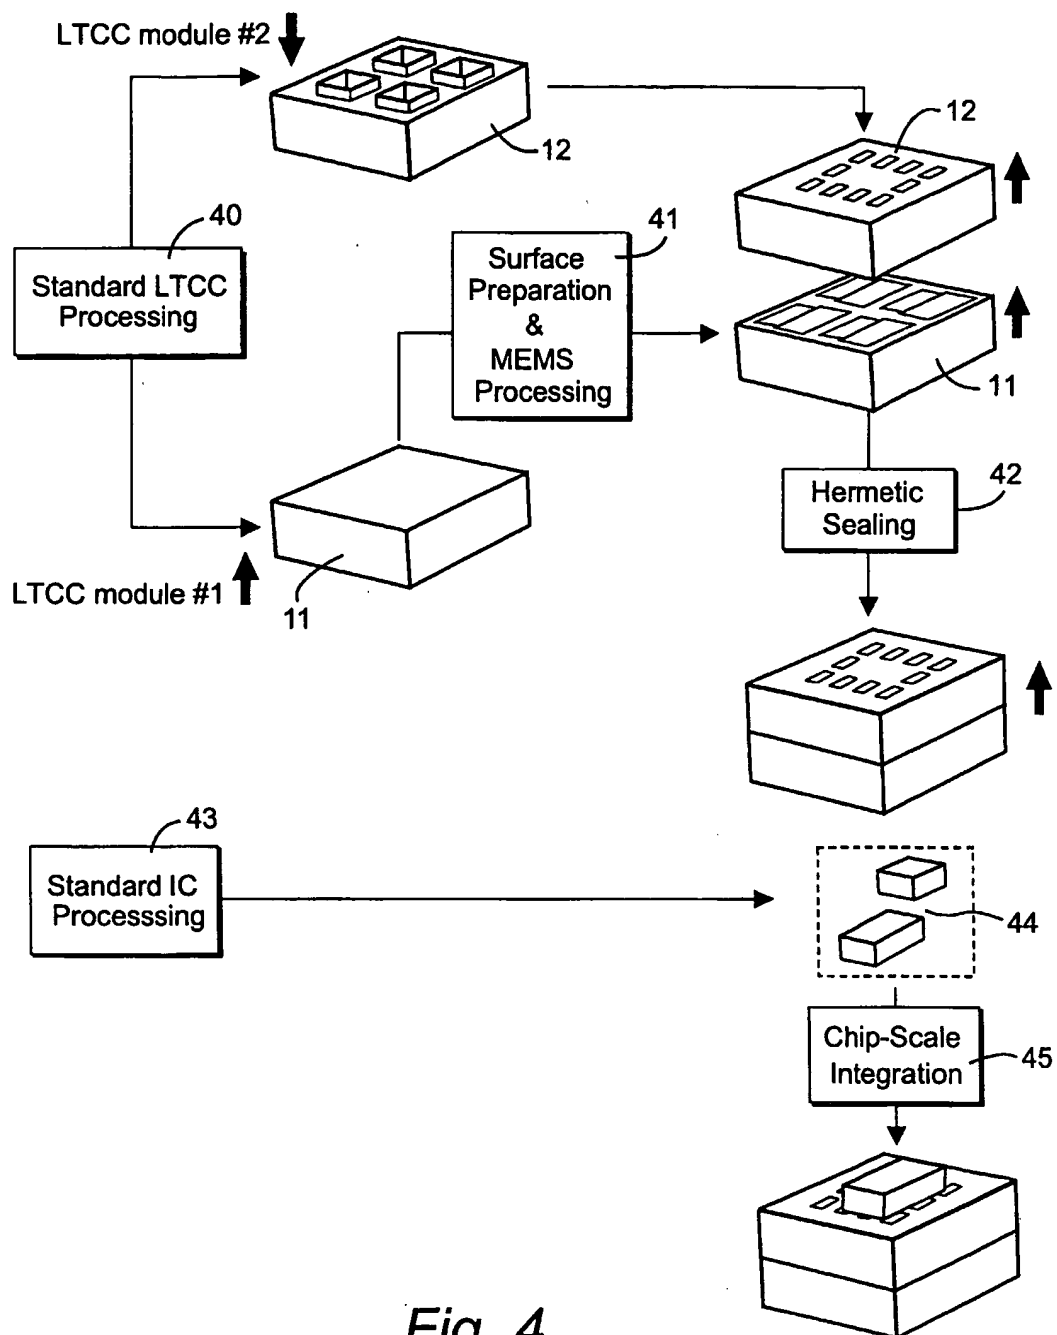 LTCC module #2
12
12
40
Standard LTCC
Processing
41
Surface
Preparation
&
MEMS
Processing
11
LTCC module #1
11
42
Hermetic
Sealing
43
Standard IC
Processsing
44
Chip-Scale
Integration
45
Fig. 4